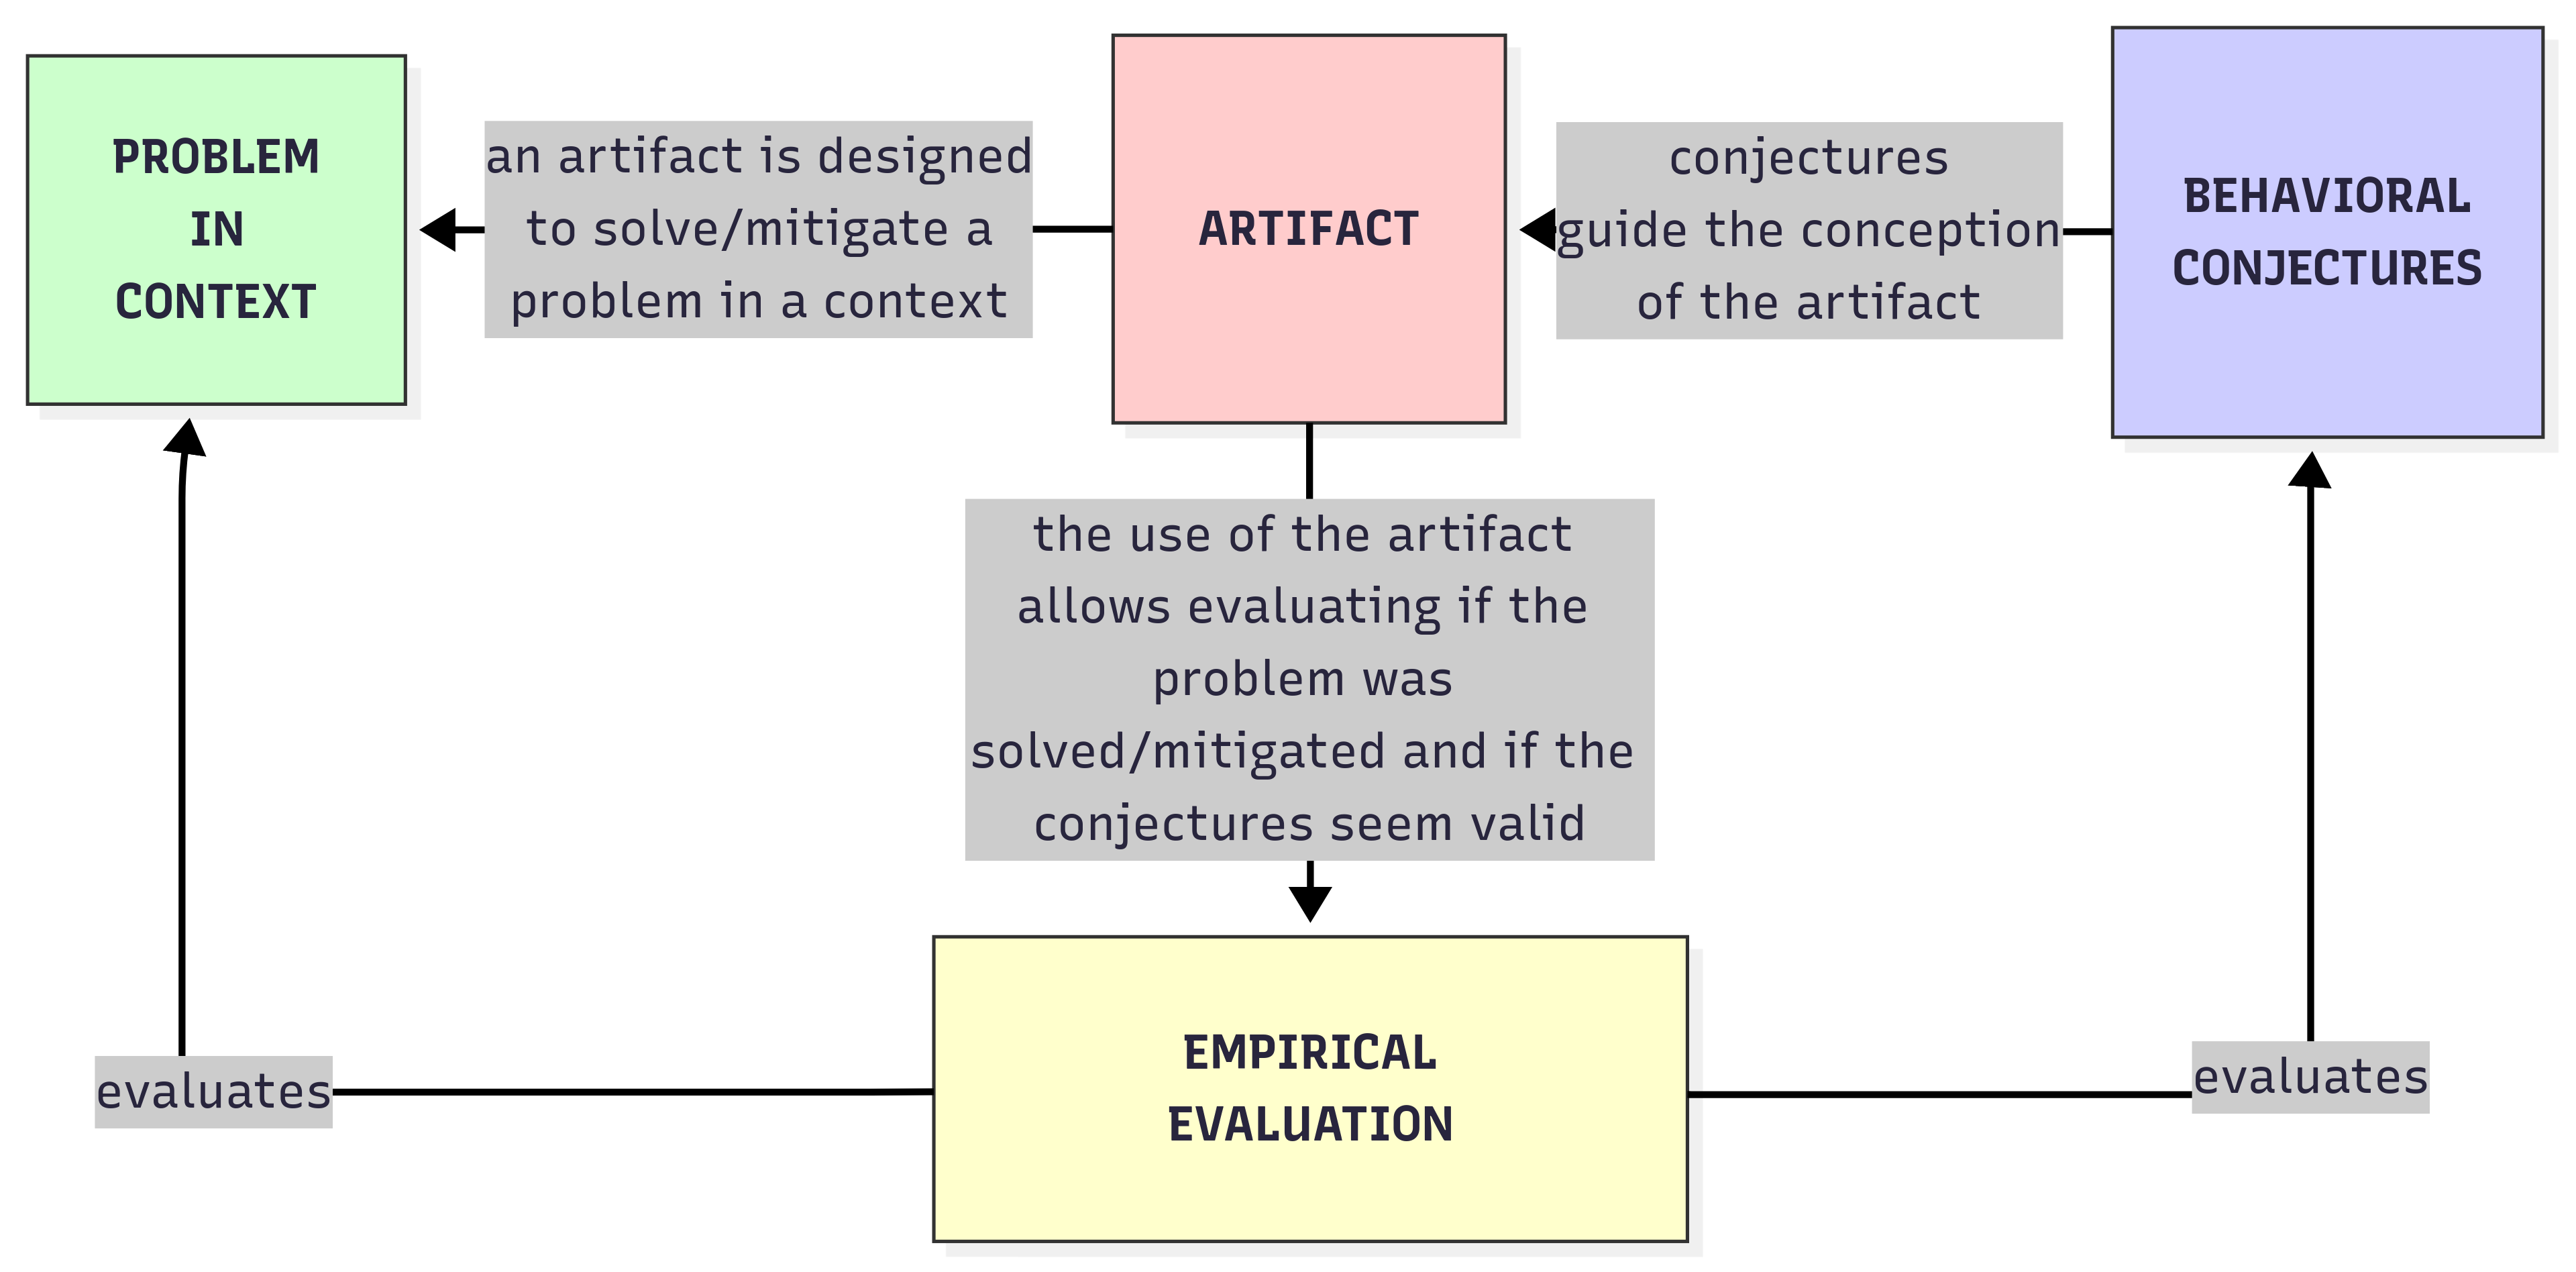 PROBLEM
IN
CONTEXT
an artifact is designed
to solve/mitigate a
problem in a context
ARTIFACT
conjectures
guide the conception
of the artifact
BEHAVIORAL
CONJECTURES
the use of the artifact
allows evaluating if the
problem was
solved/mitigated and if the
conjectures seem valid
evaluates
EMPIRICAL
EVALUATION
evaluates